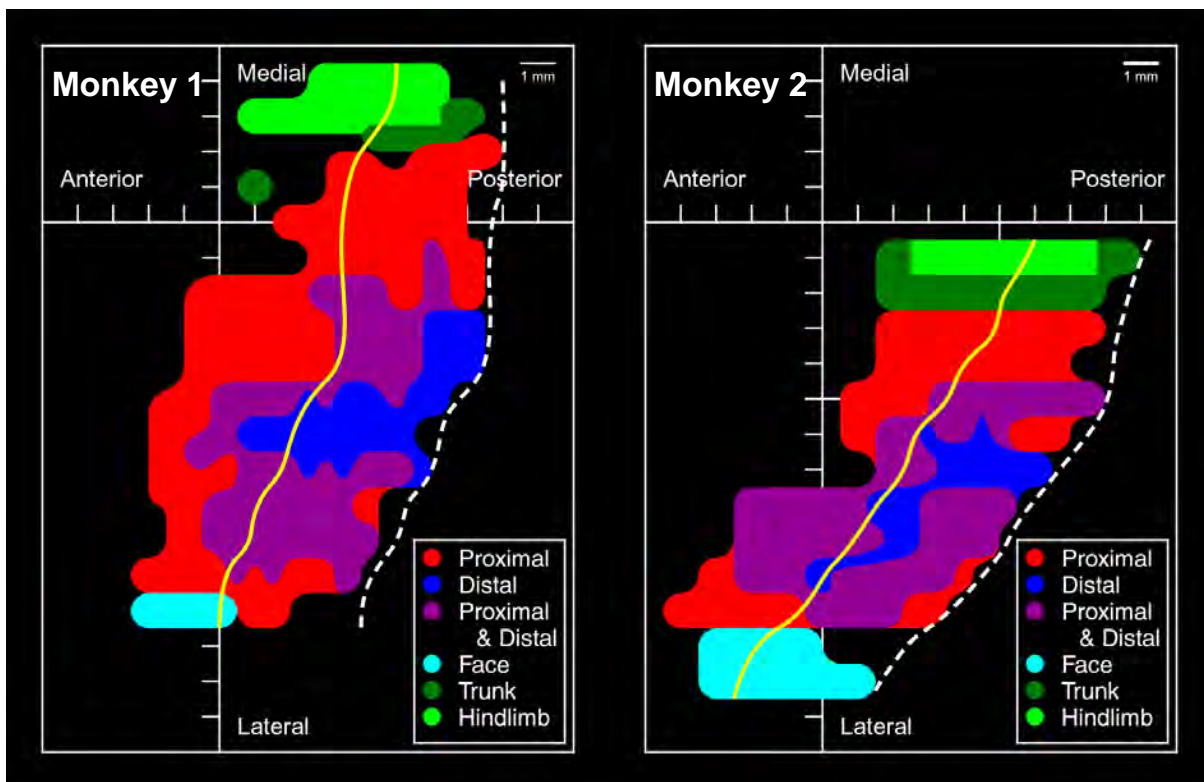 Monkey 1
Medial
1 mm
Anterior
Posterior
Proximal
Distal
Proximal
& Distal
Face
Trunk
Hindlimb
Lateral
Monkey 2
Medial
1 mm
Anterior
Posterior
Proximal
Distal
Proximal
& Distal
Face
Trunk
Hindlimb
Lateral